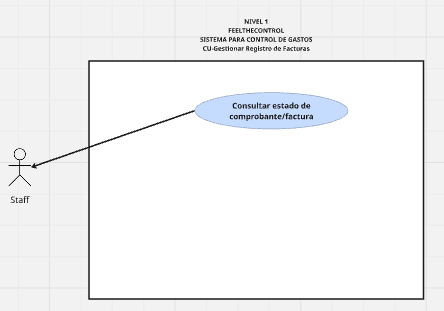 NIVEL 1
FEELTHECONTROL
SISTEMA PARA CONTROL DE GASTOS
CU-Gestionar Registro de Facturas
Consultar estado de
comprobante/factura
Staff